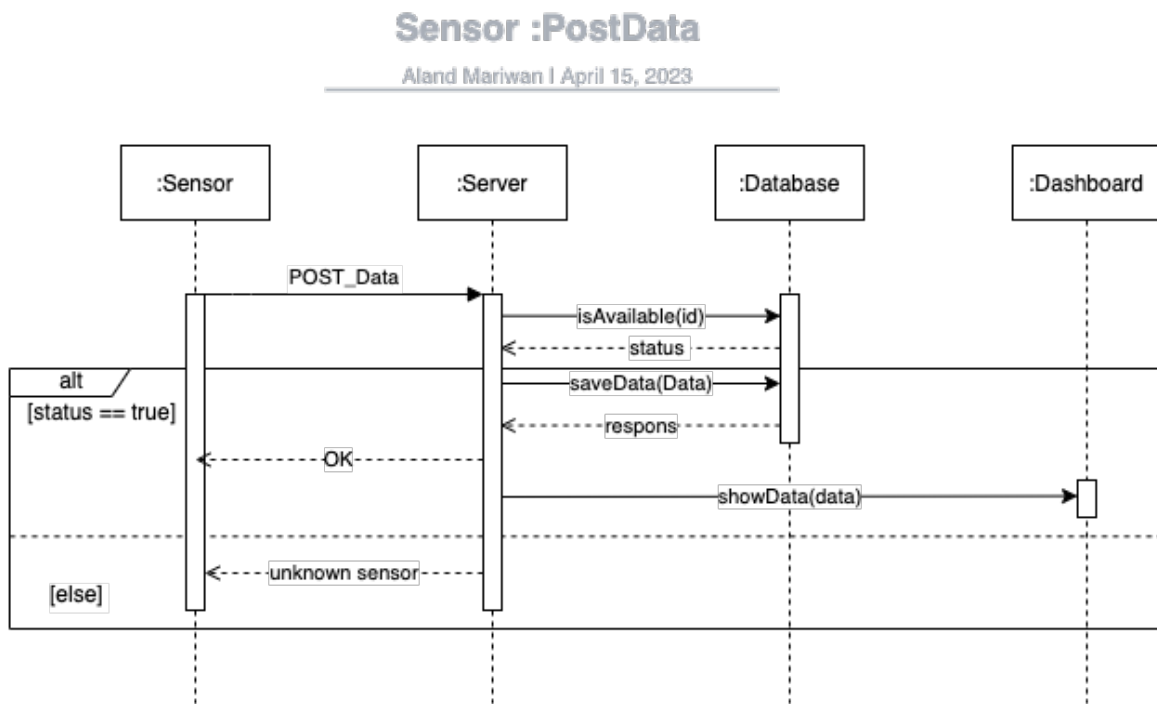 Sensor :PostData
Aland Mariwan | April 15, 2023
:Sensor
:Server
:Database
:Dashboard
POST_Data
isAvailable(id)
status
alt
saveData(Data)
[status == true]
respons
OK
showData(data)
unknown sensor
[else]